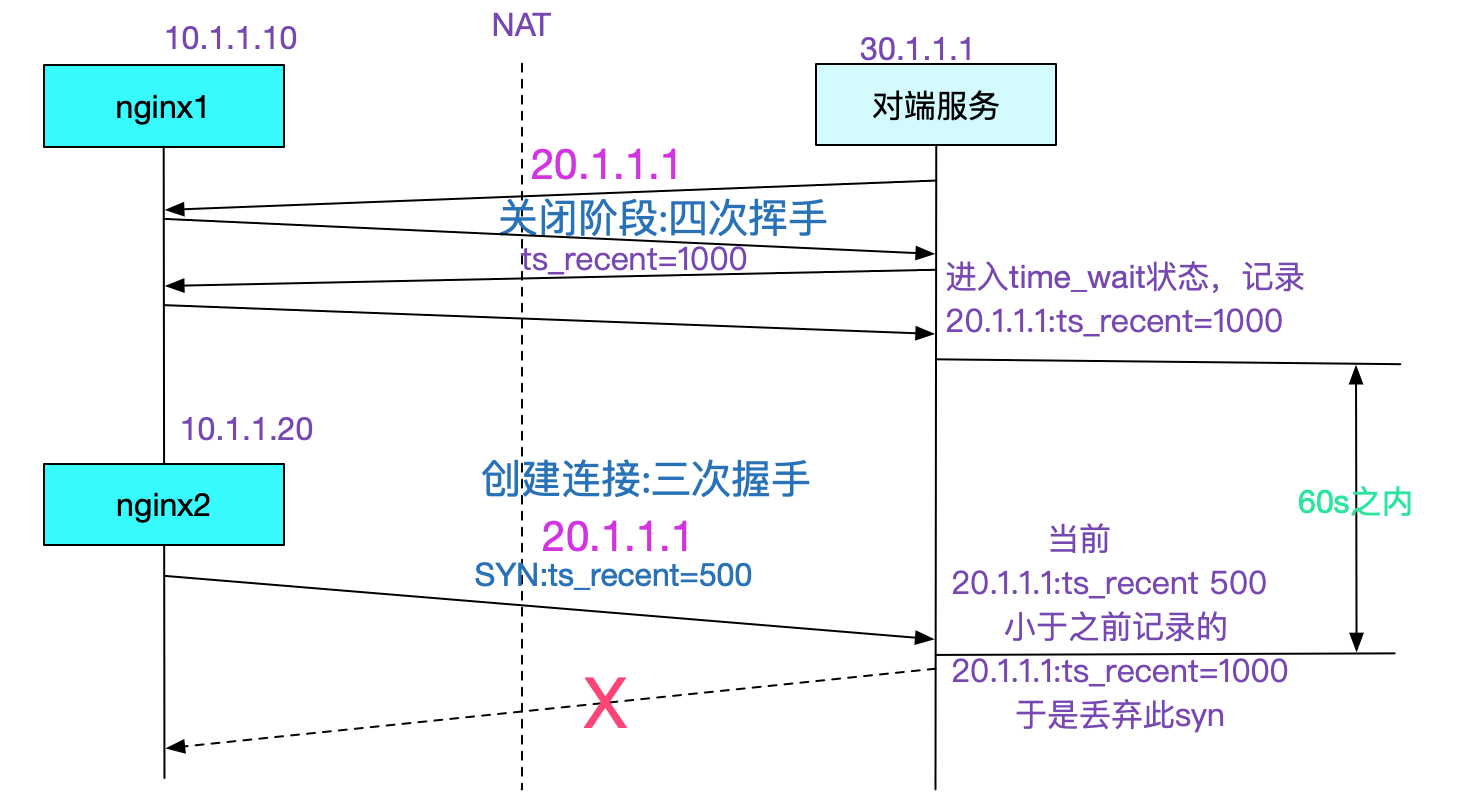 NAT
10.1.1.10
30.1.1.1
nginx1
对端服务
20.1.1.1
关闭阶段:四次挥手
ts_recent=1000
进入time_wait状态，记录
20.1.1.1:ts_recent=1000
10.1.1.20
创建连接:三次握手
nginx2
60s之内
20.1.1.1
当前
SYN:ts_recent=500
20.1.1.1:ts_recent 500
小于之前记录的
20.1.1.1:ts_recent=1000
X
于是丢弃此syn